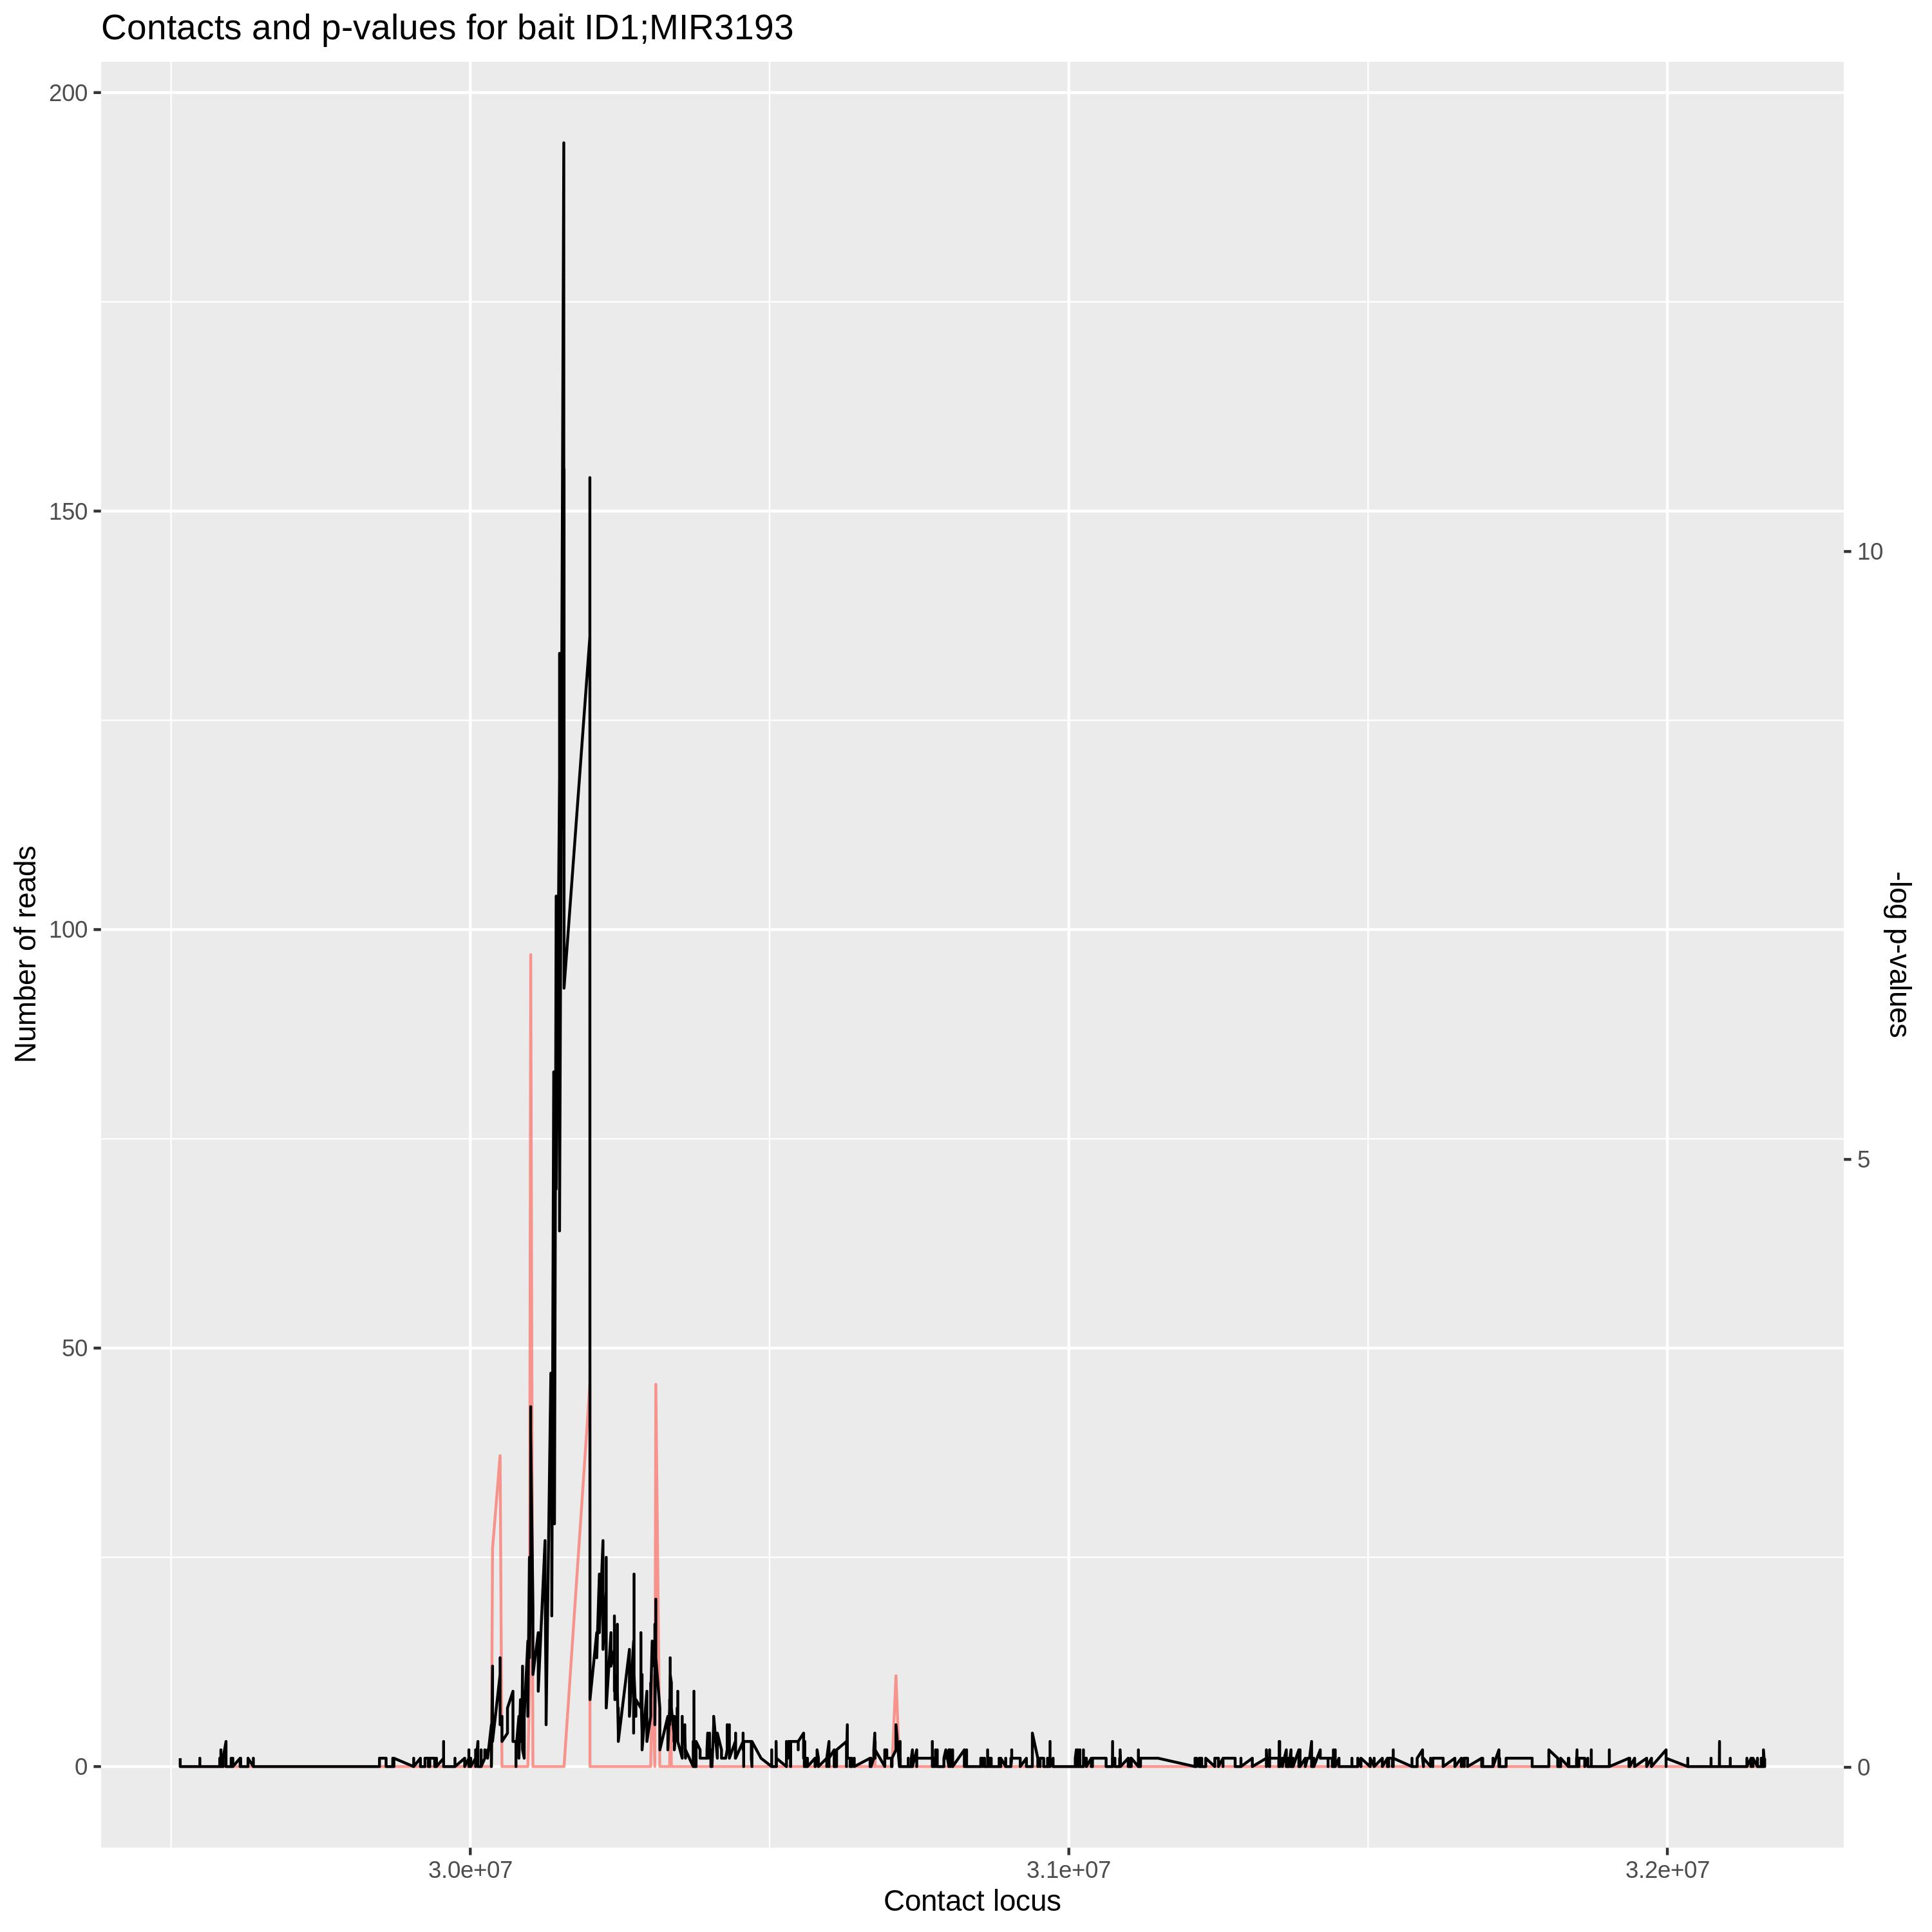 Contacts and p-values for bait ID1;MIR3193
200
150
100
50
0
Number of reads
10
5
0
-log p-values
3.0e+07
3.1e+07
3.2e+07
Contact locus